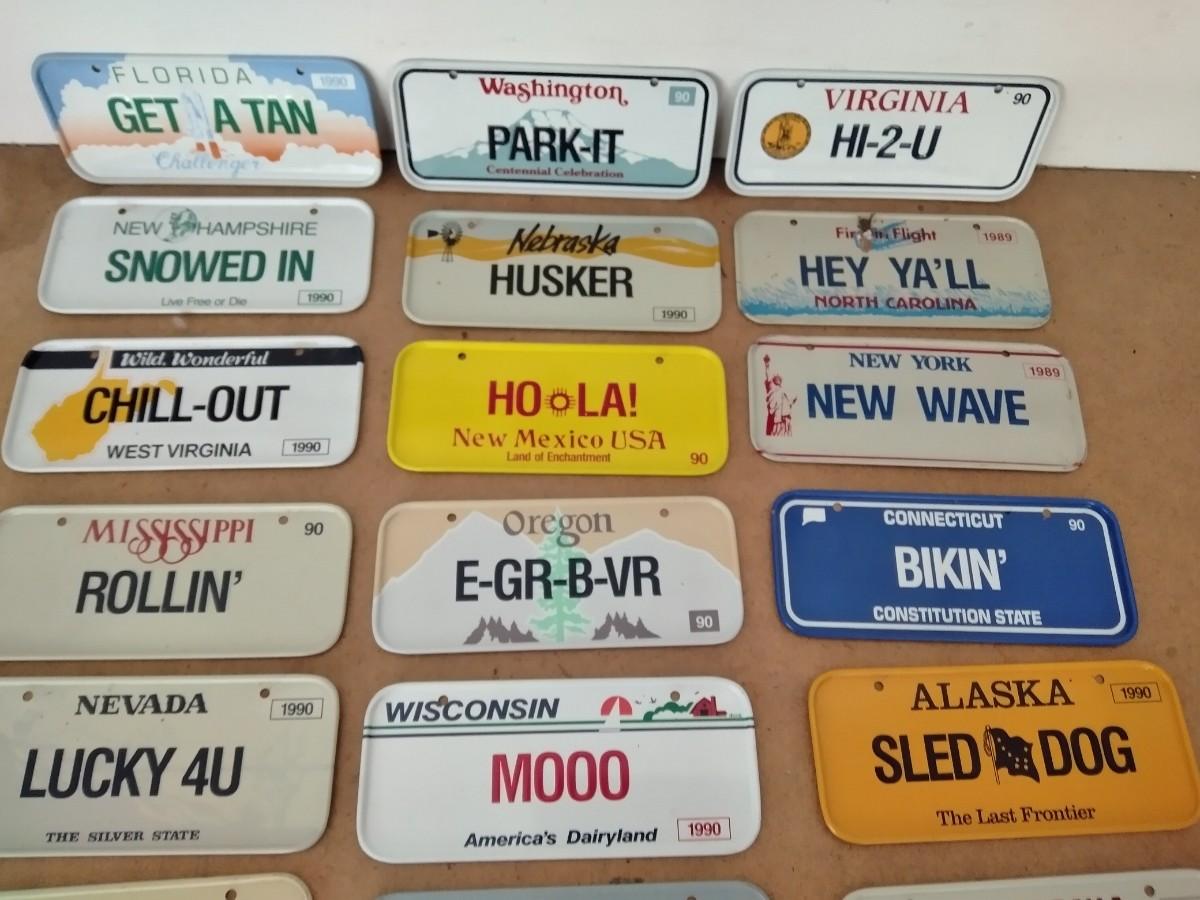 FLORIDA 1990
GET A TAN
Challenger
Washington 90
PARK-IT
Centennial Celebration
VIRGINIA 90
HI-2-U
NEW HAMPSHIRE
SNOWED IN
Live Free or Die 1990
Nebraska
HUSKER
1990
First in Flight 1989
HEY YA'LL
NORTH CAROLINA
Wild, Wonderful
CHILL-OUT
WEST VIRGINIA 1990
HO LA!
New Mexico USA
Land of Enchantment 90
NEW YORK 1989
NEW WAVE
MISSISSIPPI 90
ROLLIN'
Oregon
E-GR-B-VR
90
CONNECTICUT 90
BIKIN'
CONSTITUTION STATE
NEVADA 1990
LUCKY 4U
THE SILVER STATE
WISCONSIN
MOOO
America's Dairyland 1990
ALASKA 1990
SLED DOG
The Last Frontier